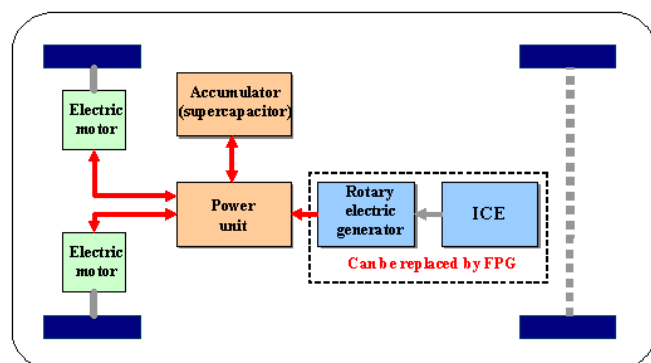 Electric
motor
Accumulator
(supercapacitor)
Power
unit
Rotary
electric
generator
ICE
Can be replaced by FPG
Electric
motor